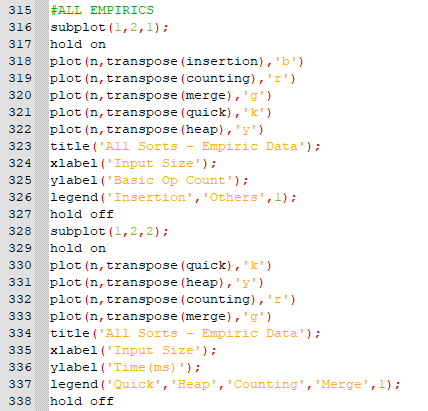 315 #ALL EMPIRICS
316 subplot(1,2,1);
317 hold on
318 plot(n,transpose(insertion),'b')
319 plot(n,transpose(counting),'r')
320 plot(n,transpose(merge),'g')
321 plot(n,transpose(quick),'k')
322 plot(n,transpose(heap),'y')
323 title('All Sorts - Empiric Data');
324 xlabel('Input Size');
325 ylabel('Basic Op Count');
326 legend('Insertion','Others',1);
327 hold off
328 subplot(1,2,2);
329 hold on
330 plot(n,transpose(quick),'k')
331 plot(n,transpose(heap),'y')
332 plot(n,transpose(counting),'r')
333 plot(n,transpose(merge),'g')
334 title('All Sorts - Empiric Data');
335 xlabel('Input Size');
336 ylabel('Time(ms)');
337 legend('Quick','Heap','Counting','Merge',1);
338 hold off